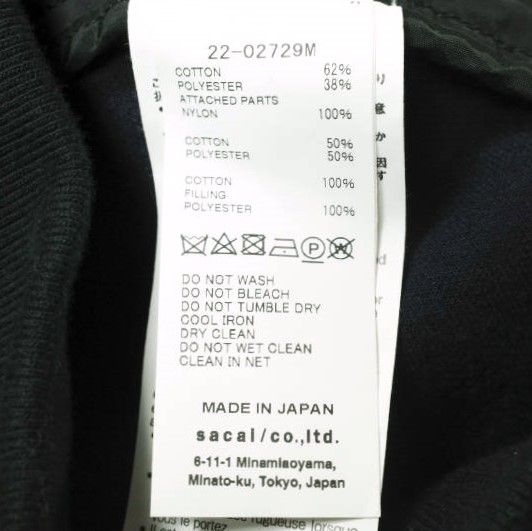 22-02729M
COTTON 62%
POLYESTER 38%
ATTACHED PARTS
NYLON 100%
COTTON 50%
POLYESTER 50%
COTTON 100%
FILLING
POLYESTER 100%
DO NOT WASH
DO NOT BLEACH
DO NOT TUMBLE DRY
COOL IRON
DRY CLEAN
DO NOT WET CLEAN
CLEAN IN NET
MADE IN JAPAN
sacai/co.,ltd.
6-11-1 Minamiaoyama,
Minato-ku, Tokyo, Japan